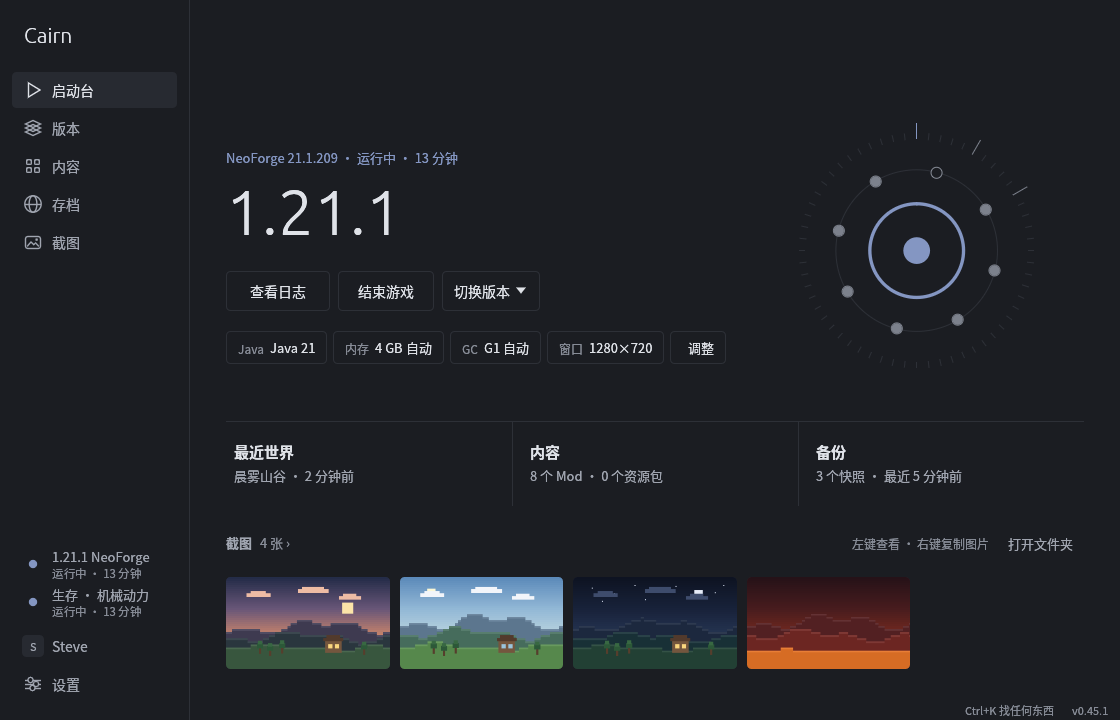 Cairn
启动台
版本
内容
存档
截图
NeoForge 21.1.209 · 运行中 · 13 分钟
1.21.1
查看日志 结束游戏 切换版本
Java Java 21 内存 4 GB 自动 GC G1 自动 窗口 1280×720 调整
最近世界
晨雾山谷 · 2 分钟前
内容
8 个 Mod · 0 个资源包
备份
3 个快照 · 最近 5 分钟前
截图 4 张 ›
左键查看 · 右键复制图片 打开文件夹
1.21.1 NeoForge
运行中 · 13 分钟
生存 · 机械动力
运行中 · 13 分钟
S Steve
设置
Ctrl+K 找任何东西 v0.45.1